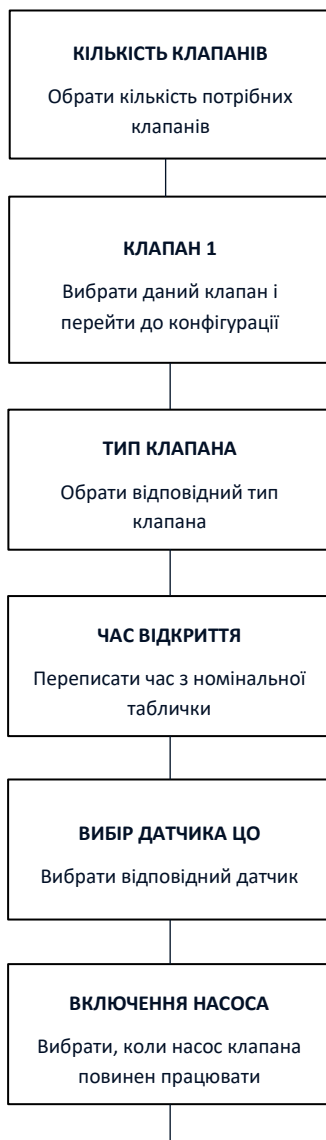 КІЛЬКІСТЬ КЛАПАНІВ
Обрати кількість потрібних
клапанів
КЛАПАН 1
Вибрати даний клапан і
перейти до конфігурації
ТИП КЛАПАНА
Обрати відповідний тип
клапана
ЧАС ВІДКРИТТЯ
Переписати час з номінальної
таблички
ВИБІР ДАТЧИКА ЦО
Вибрати відповідний датчик
ВКЛЮЧЕННЯ НАСОСА
Вибрати, коли насос клапана
повинен працювати